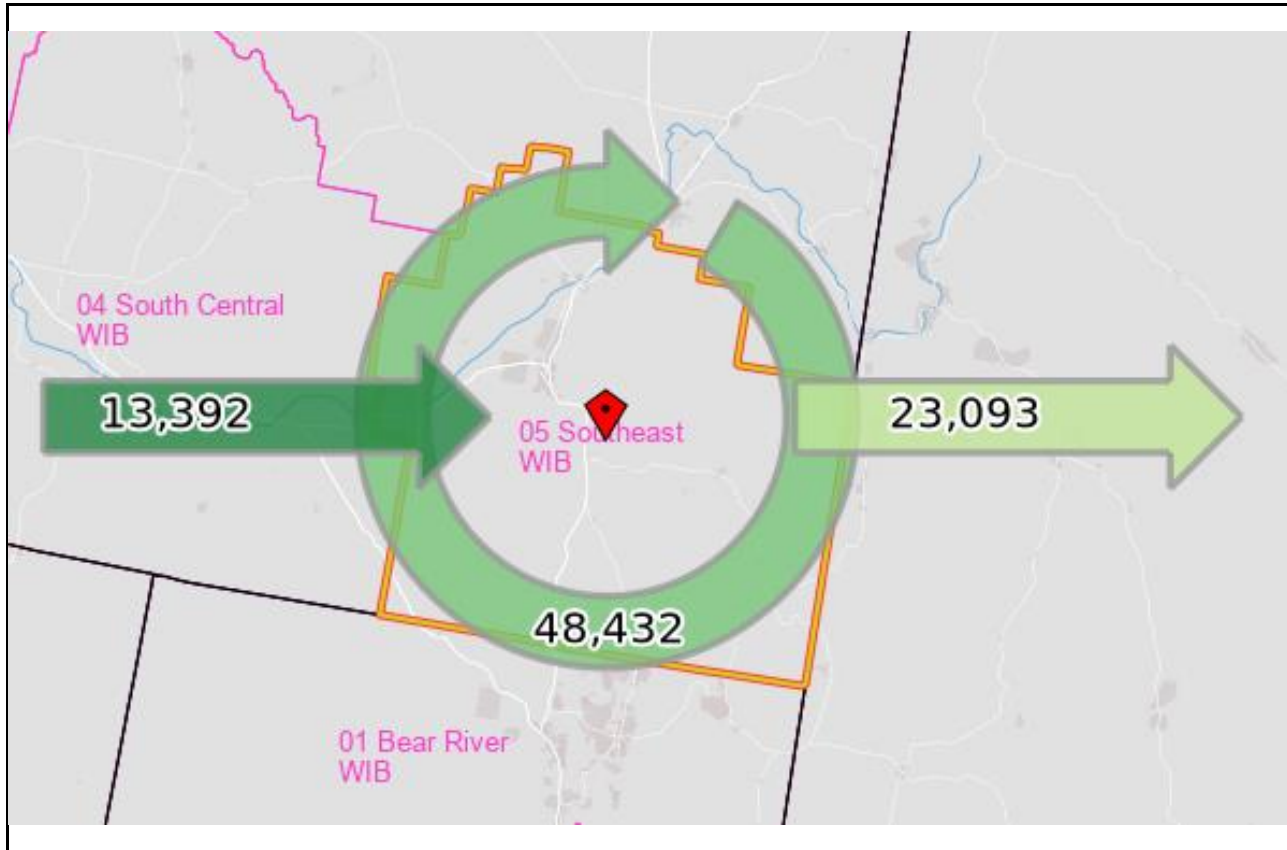 04 South Central
WIB
13,392
23,093
05 Southeast
WIB
48,432
01 Bear River
WIB